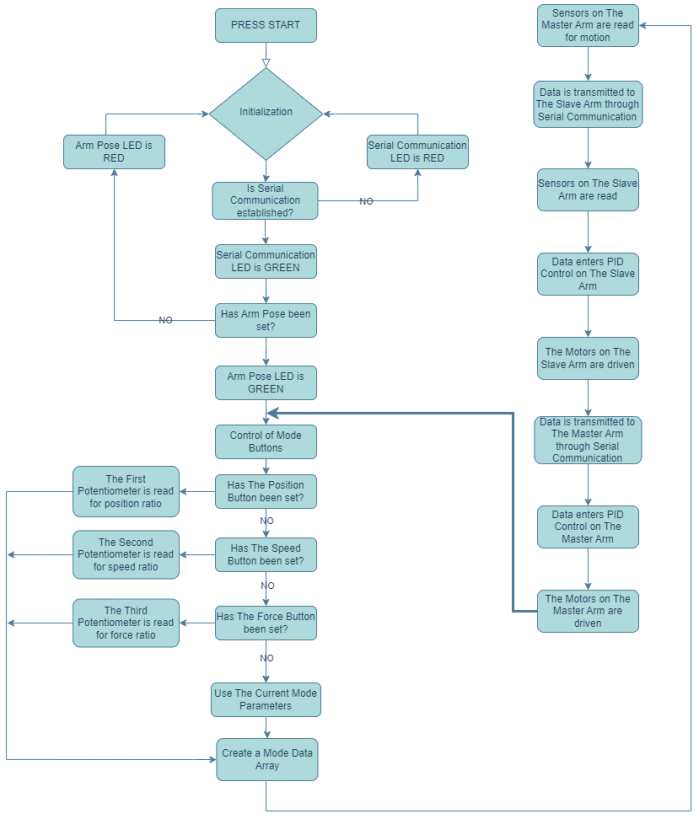 PRESS START
Initialization
Arm Pose LED is
RED
Serial Communication
LED is RED
Is Serial
Communication
established?
NO
Serial Communication
LED is GREEN
Has Arm Pose been
set?
NO
Arm Pose LED is
GREEN
Control of Mode
Buttons
Has The Position
Button been set?
The First
Potentiometer is read
for position ratio
NO
Has The Speed
Button been set?
The Second
Potentiometer is read
for speed ratio
NO
Has The Force Button
been set?
The Third
Potentiometer is read
for force ratio
NO
Use The Current Mode
Parameters
Create a Mode Data
Array
Sensors on The
Master Arm are read
for motion
Data is transmitted to
The Slave Arm through
Serial Communication
Sensors on The Slave
Arm are read
Data enters PID
Control on The Slave
Arm
The Motors on The
Slave Arm are driven
Data is transmitted to
The Master Arm
through Serial
Communication
Data enters PID
Control on The
Master Arm
The Motors on The
Master Arm are
driven